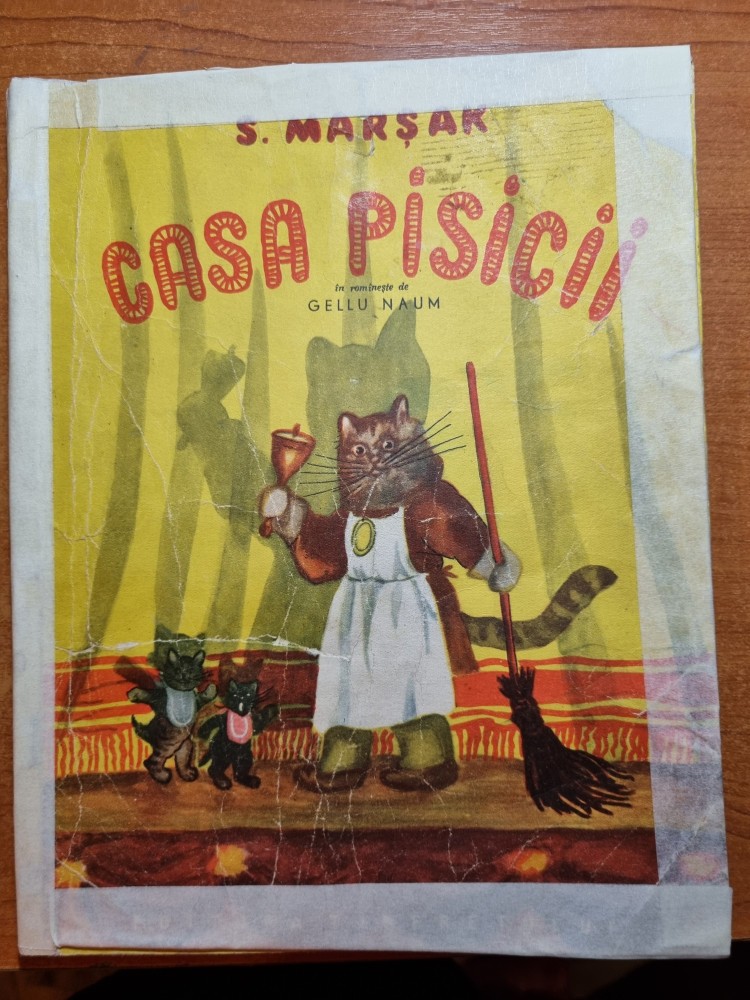 S. MARȘAK
CASA PISICII
în romînește de
GELLU NAUM